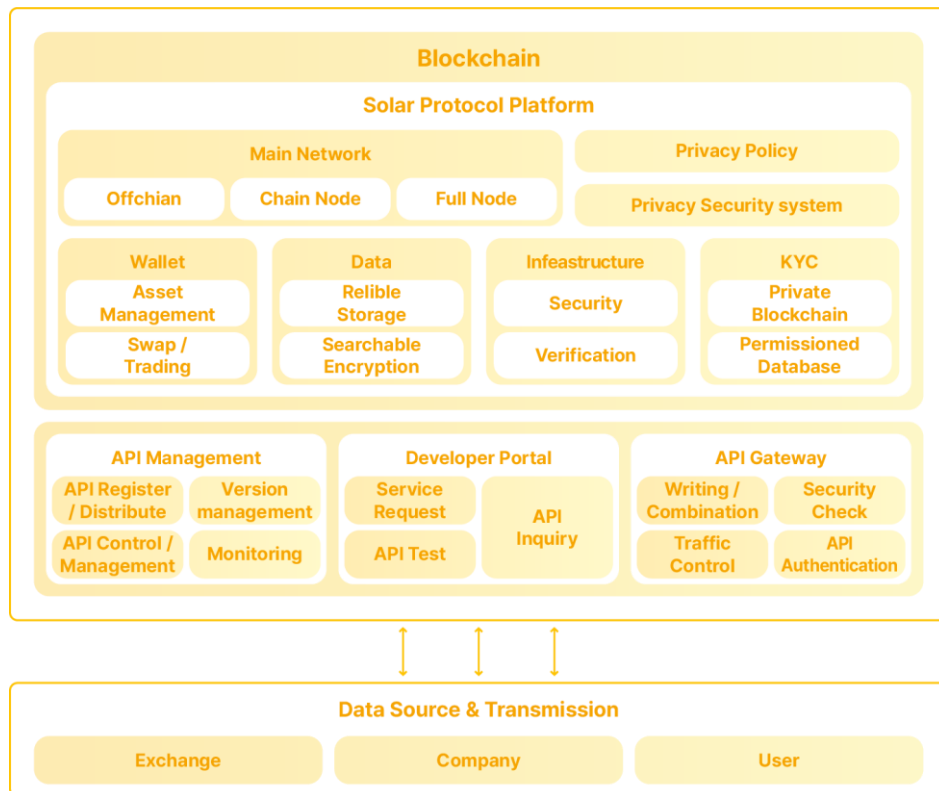 Blockchain
Solar Protocol Platform
Main Network
Offchian
Chain Node
Full Node
Privacy Policy
Privacy Security system
Wallet
Asset
Management
Swap /
Trading
Data
Relible
Storage
Searchable
Encryption
Infeastructure
Security
Verification
KYC
Private
Blockchain
Permissioned
Database
API Management
API Register
/ Distribute
Version
management
API Control /
Management
Monitoring
Developer Portal
Service
Request
API Test
API
Inquiry
API Gateway
Writing /
Combination
Security
Check
Traffic
Control
API
Authentication
Data Source & Transmission
Exchange
Company
User